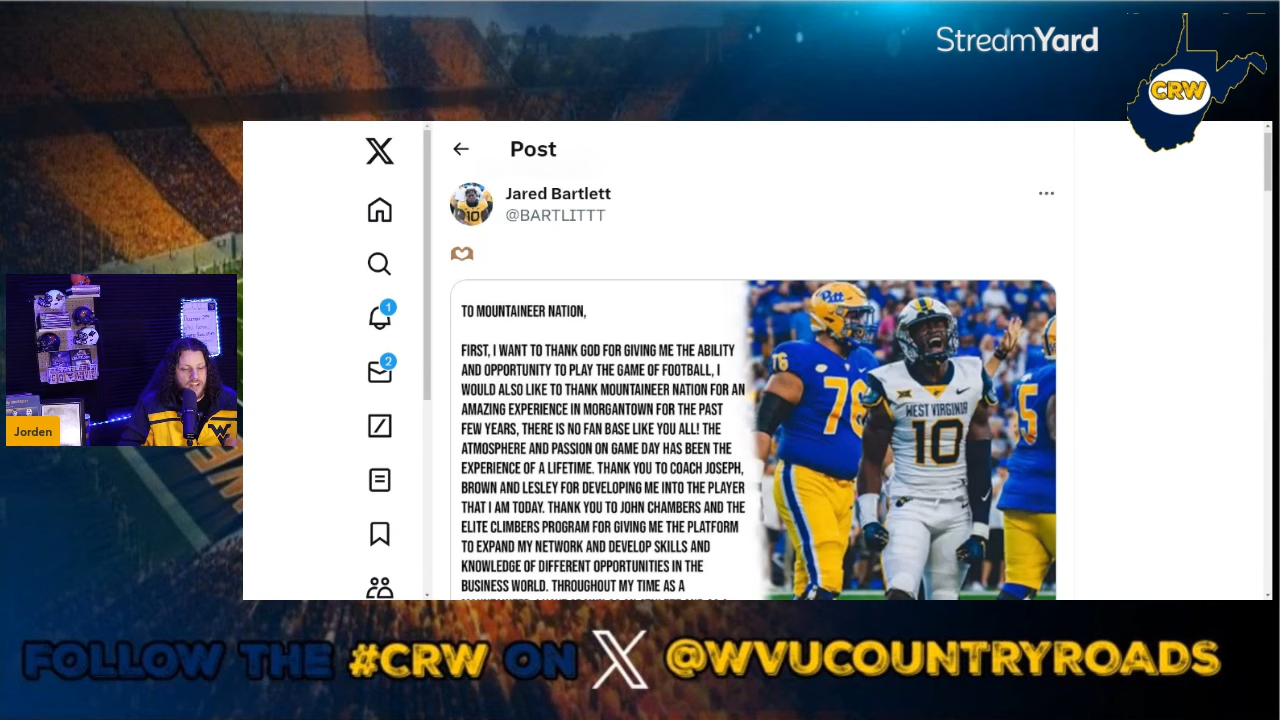 StreamYard
CRW
Post
Jared Bartlett
@BARTLITTT
1
2
TO MOUNTAINEER NATION,
FIRST, I WANT TO THANK GOD FOR GIVING ME THE ABILITY
AND OPPORTUNITY TO PLAY THE GAME OF FOOTBALL, I
WOULD ALSO LIKE TO THANK MOUNTAINEER NATION FOR AN
AMAZING EXPERIENCE IN MORGANTOWN FOR THE PAST
FEW YEARS, THERE IS NO FAN BASE LIKE YOU ALL! THE
ATMOSPHERE AND PASSION ON GAME DAY HAS BEEN THE
EXPERIENCE OF A LIFETIME. THANK YOU TO COACH JOSEPH,
BROWN AND LESLEY FOR DEVELOPING ME INTO THE PLAYER
THAT I AM TODAY. THANK YOU TO JOHN CHAMBERS AND THE
ELITE CLIMBERS PROGRAM FOR GIVING ME THE PLATFORM
TO EXPAND MY NETWORK AND DEVELOP SKILLS AND
KNOWLEDGE OF DIFFERENT OPPORTUNITIES IN THE
BUSINESS WORLD. THROUGHOUT MY TIME AS A
Pitt
76
76
WEST VIRGINIA
10
Jorden
FOLLOW THE #CRW ON X @WVUCOUNTRYROADS